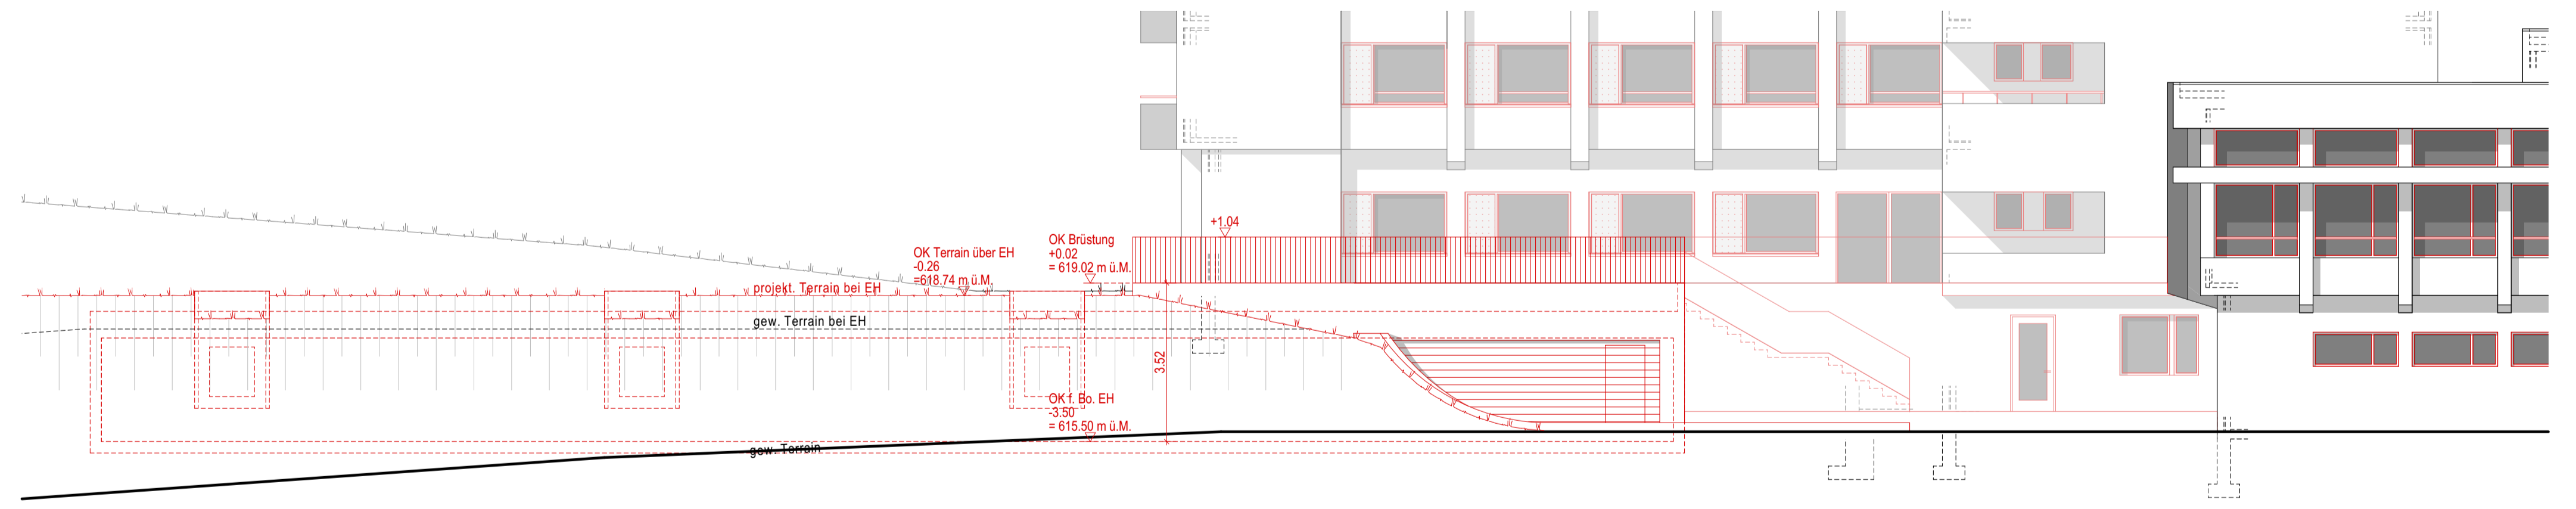 +1.04
OK Brüstung
+0.02
= 619.02 m ü.M.
OK Terrain über EH
-0.26
=618.74 m ü.M.
projekt. Terrain bei EH
gew. Terrain bei EH
3.52
OK f. Bo. EH
-3.50
= 615.50 m ü.M.
gew. Terrain